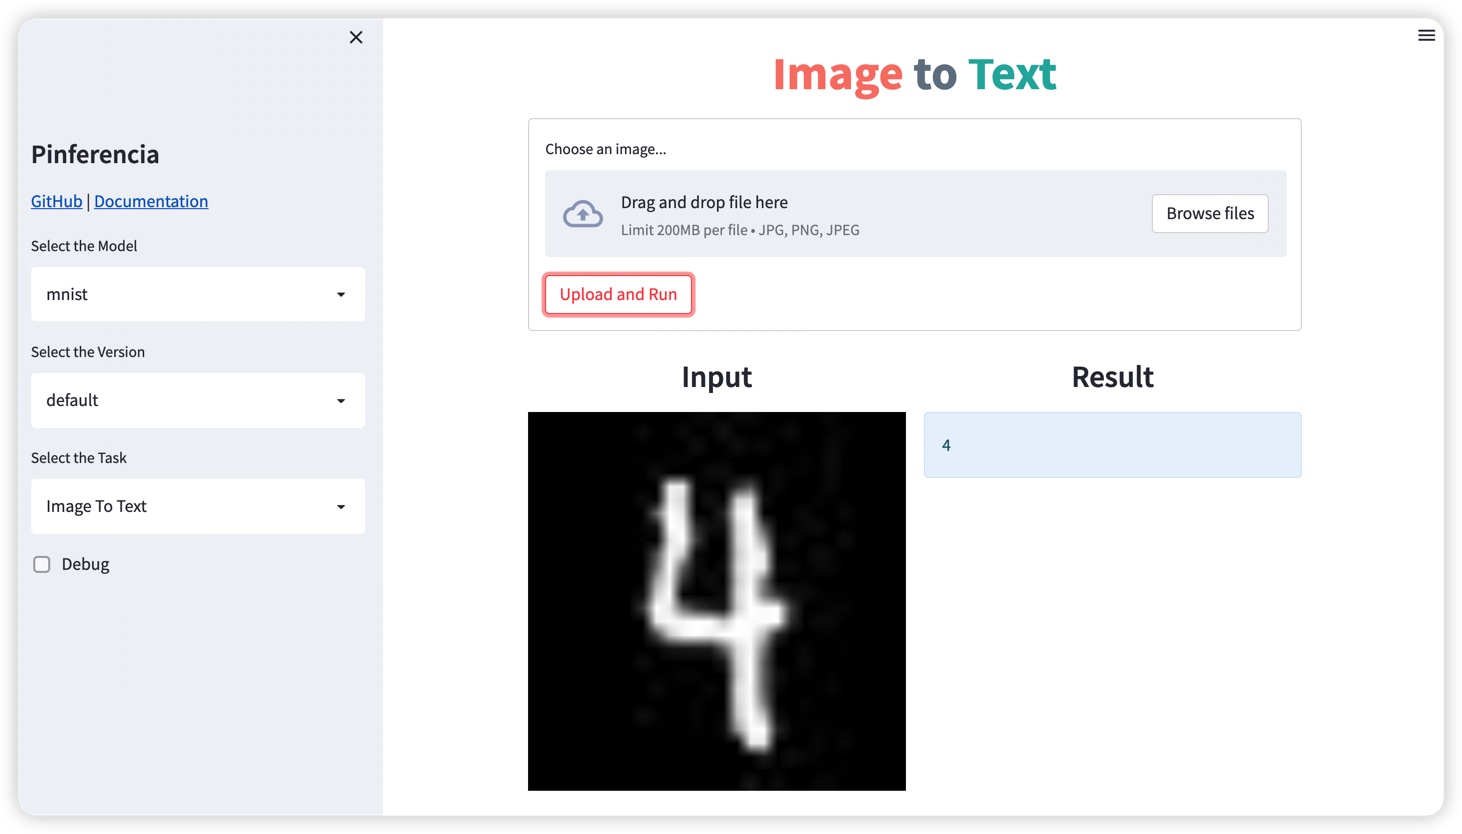 Pinferencia
GitHub | Documentation
Select the Model
mnist
Select the Version
default
Select the Task
Image To Text
Debug
Image to Text
Choose an image...
Drag and drop file here
Limit 200MB per file • JPG, PNG, JPEG
Browse files
Upload and Run
Input
4
Result
4